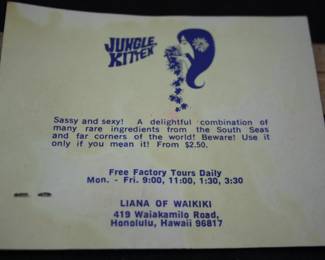 JUNGLE
KITTEN
Sassy and sexy! A delightful combination of
many rare ingredients from the South Seas
and far corners of the world! Beware! Use it
only if you mean it! From $2.50.
Free Factory Tours Daily
Mon. - Fri. 9:00, 11:00, 1:30, 3:30
LIANA OF WAIKIKI
419 Waiakamilo Road,
Honolulu, Hawaii 96817